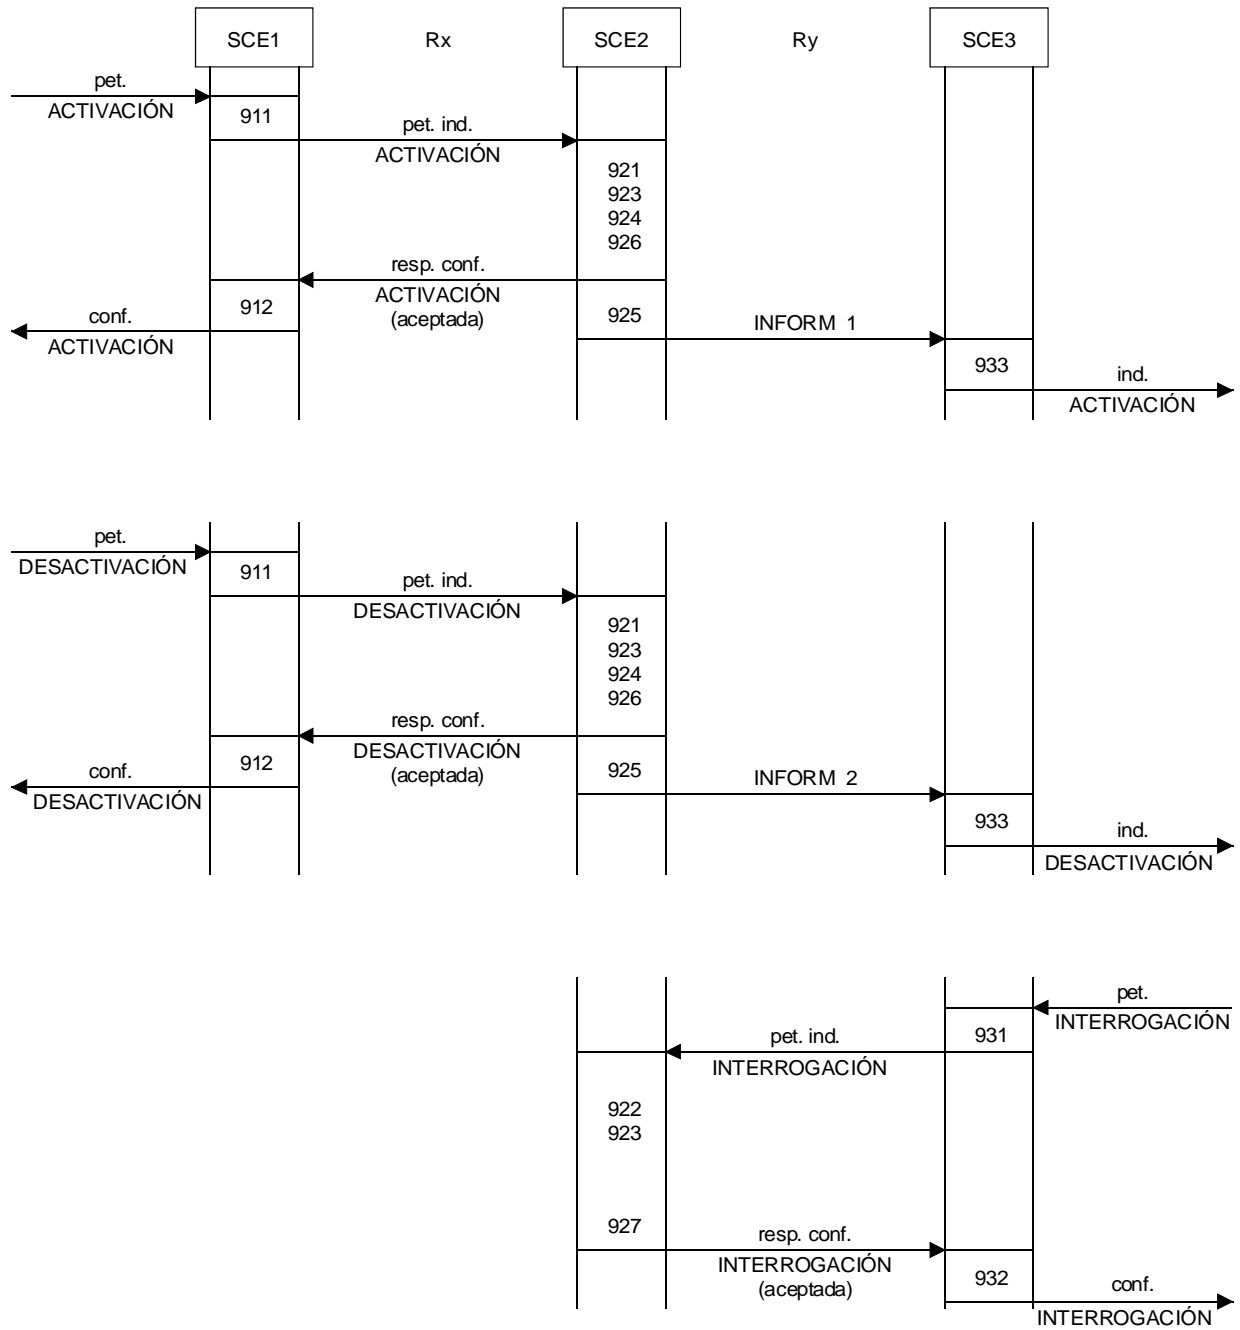 SCE1
Rx
SCE2
Ry
SCE3
pet.
ACTIVACIÓN
911
pet. ind.
ACTIVACIÓN
921
923
924
926
resp. conf.
ACTIVACIÓN
(aceptada)
912
conf.
ACTIVACIÓN
925
INFORM 1
933
ind.
ACTIVACIÓN
pet.
DESACTIVACIÓN
911
pet. ind.
DESACTIVACIÓN
921
923
924
926
resp. conf.
DESACTIVACIÓN
(aceptada)
912
conf.
DESACTIVACIÓN
925
INFORM 2
933
ind.
DESACTIVACIÓN
pet.
INTERROGACIÓN
931
pet. ind.
INTERROGACIÓN
922
923
927
resp. conf.
INTERROGACIÓN
(aceptada)
932
conf.
INTERROGACIÓN